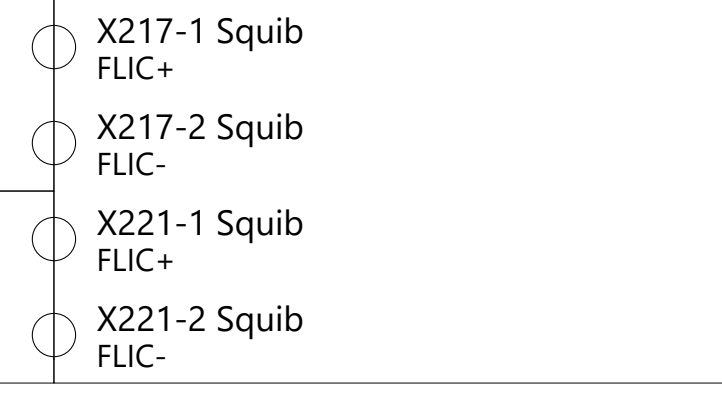 X217-1 Squib
FLIC+
X217-2 Squib
FLIC-
X221-1 Squib
FLIC+
X221-2 Squib
FLIC-